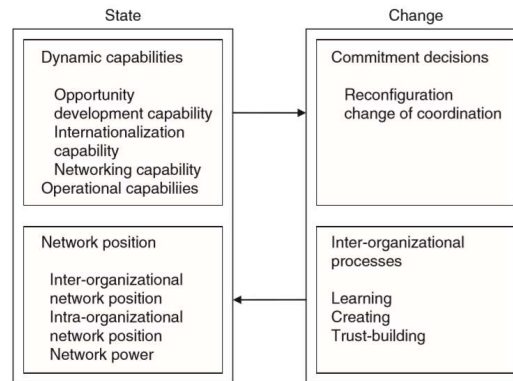 State
Change
Dynamic capabilities
Opportunity
development capability
Internationalization
capability
Networking capability
Operational capabiliies
Commitment decisions
Reconfiguration
change of coordination
Network position
Inter-organizational
network position
Intra-organizational
network position
Network power
Inter-organizational
processes
Learning
Creating
Trust-building